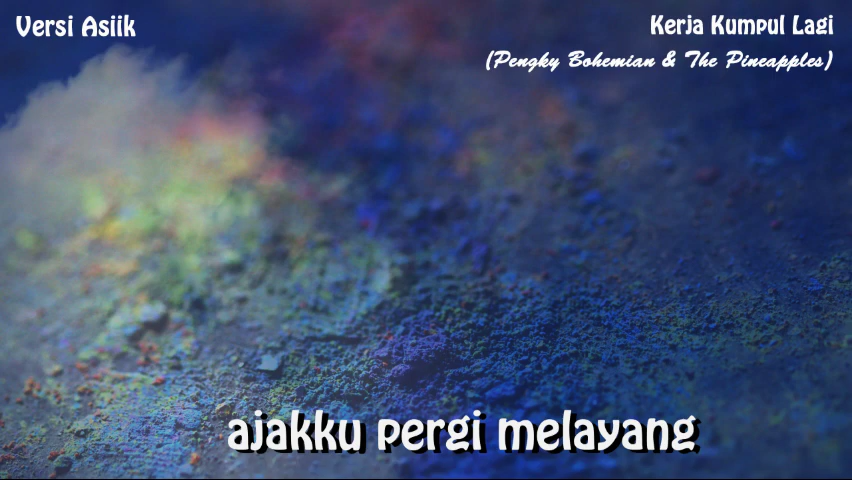 Versi Asiik
Kerja Kumpul Lagi
(Pengky Bohemian & The Pineapples)
ajakku pergi melayang